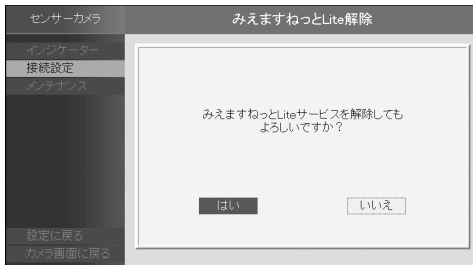 センサーカメラ
みえますねっとLite解除
インジケーター
接続設定
メンテナンス
みえますねっとLiteサービスを解除しても
よろしいですか？
はい
いいえ
設定に戻る
カメラ画面に戻る